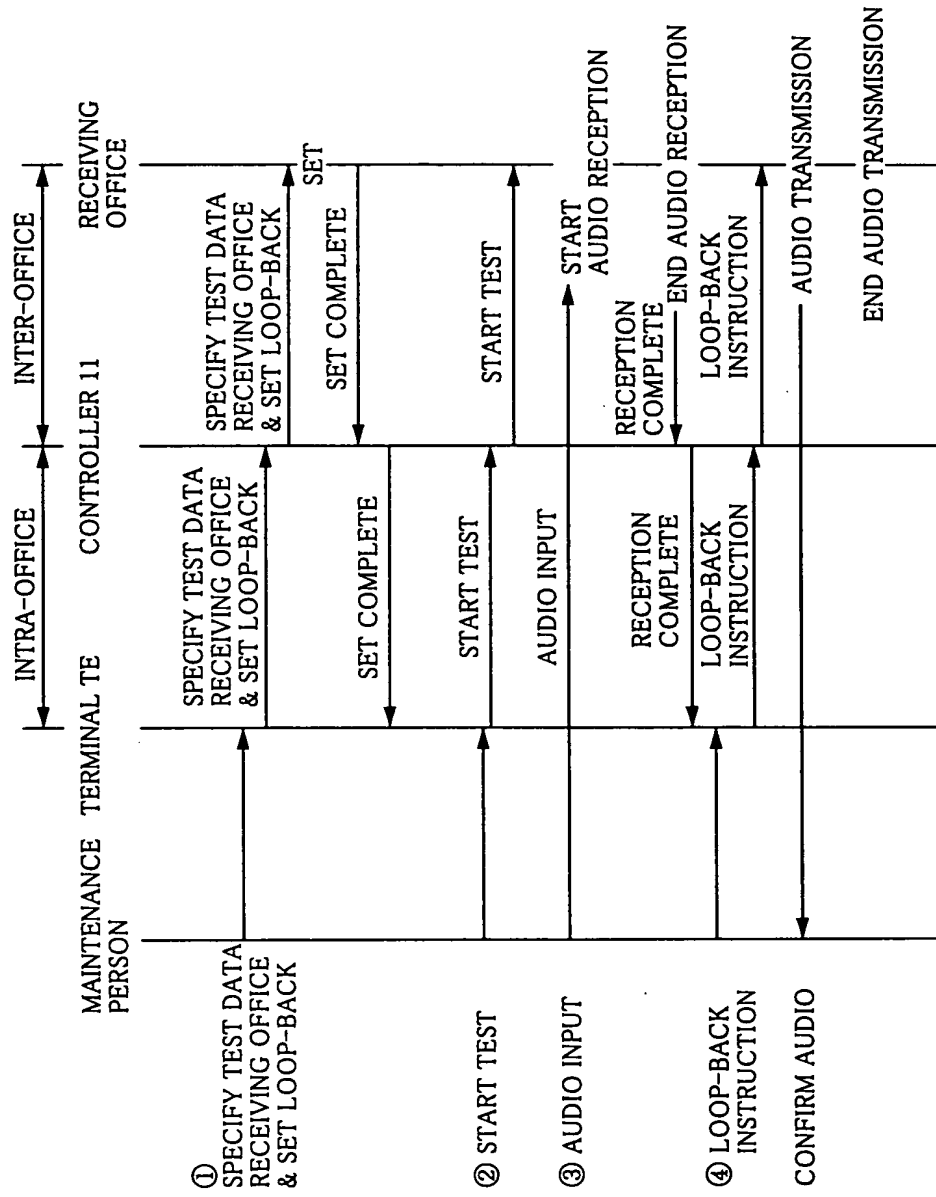 INTRA-OFFICE
INTER-OFFICE
MAINTENANCE
PERSON
TERMINAL TE
CONTROLLER 11
RECEIVING
OFFICE
①
SPECIFY TEST DATA
RECEIVING OFFICE
& SET LOOP-BACK
SPECIFY TEST DATA
RECEIVING OFFICE
& SET LOOP-BACK
SPECIFY TEST DATA
RECEIVING OFFICE
& SET LOOP-BACK
SET
SET COMPLETE
SET COMPLETE
② START TEST
START TEST
START TEST
③ AUDIO INPUT
AUDIO INPUT
START
AUDIO RECEPTION
RECEPTION
COMPLETE
RECEPTION
COMPLETE
END AUDIO RECEPTION
④ LOOP-BACK
INSTRUCTION
LOOP-BACK
INSTRUCTION
LOOP-BACK
INSTRUCTION
CONFIRM AUDIO
AUDIO TRANSMISSION
END AUDIO TRANSMISSION